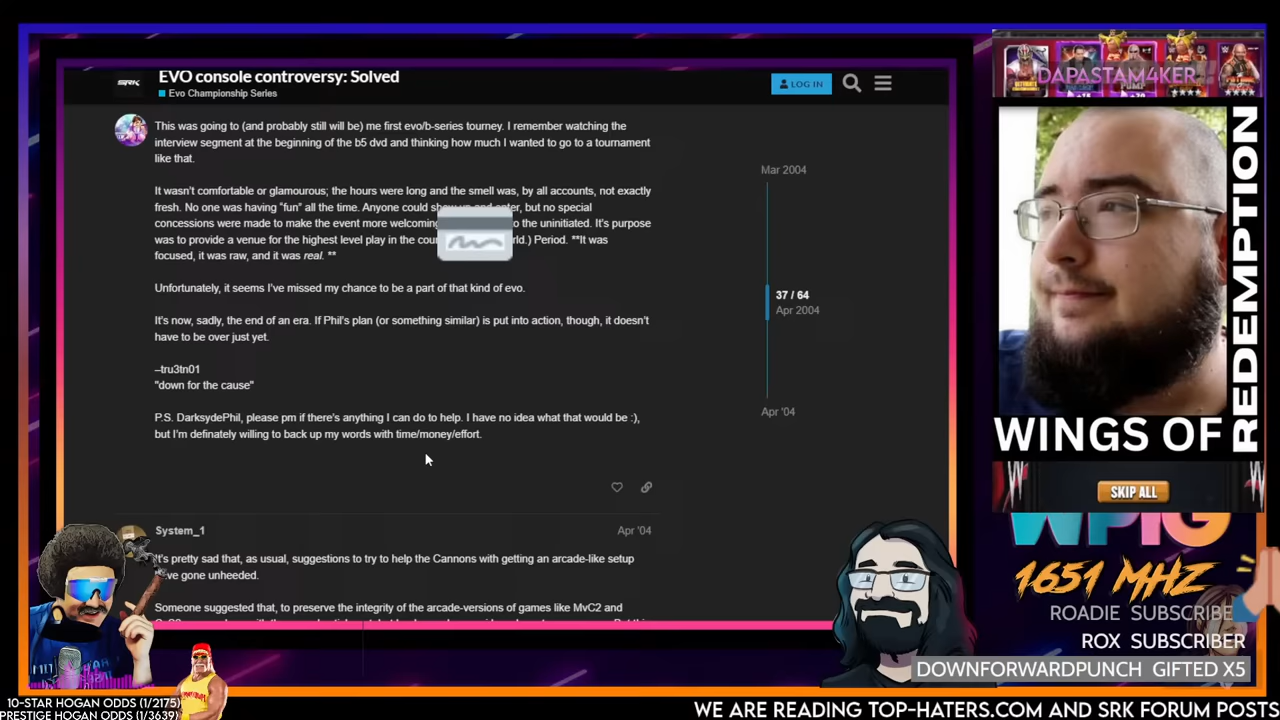 SRK
EVO console controversy: Solved
Evo Championship Series
LOG IN
This was going to (and probably still will be) me first evo/b-series tourney. I remember watching the
interview segment at the beginning of the b5 dvd and thinking how much I wanted to go to a tournament
like that.
It wasn't comfortable or glamourous; the hours were long and the smell was, by all accounts, not exactly
fresh. No one was having "fun" all the time. Anyone could show up and enter, but no special
concessions were made to make the event more welcoming o the uninitiated. It's purpose
was to provide a venue for the highest level play in the cou rld.) Period. **It was
focused, it was raw, and it was real. **
Unfortunately, it seems I've missed my chance to be a part of that kind of evo.
It's now, sadly, the end of an era. If Phil's plan (or something similar) is put into action, though, it doesn't
have to be over just yet.
–tru3tn01
"down for the cause"
P.S. DarksydePhil, please pm if there's anything I can do to help. I have no idea what that would be :),
but I'm definately willing to back up my words with time/money/effort.
System_1
Apr '04
It's pretty sad that, as usual, suggestions to try to help the Cannons with getting an arcade-like setup
ve gone unheeded.
Someone suggested that, to preserve the integrity of the arcade-versions of games like MvC2 and
Mar 2004
37 / 64
Apr 2004
Apr '04
DAPASTAM4KER
WINGS OF
REDEMPTION
SKIP ALL
WPIG
1651 MHZ
ROADIE SUBSCRIBE
ROX SUBSCRIBER
DOWNFORWARDPUNCH GIFTED X5
10-STAR HOGAN ODDS (1/2175)
PRESTIGE HOGAN ODDS (1/3639)
WE ARE READING TOP-HATERS.COM AND SRK FORUM POSTS